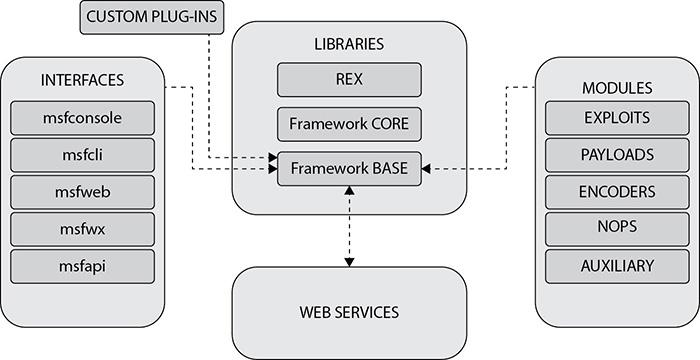 CUSTOM PLUG-INS
INTERFACES
msfconsole
msfcli
msfweb
msfwx
msfapi
LIBRARIES
REX
Framework CORE
Framework BASE
WEB SERVICES
MODULES
EXPLOITS
PAYLOADS
ENCODERS
NOPS
AUXILIARY